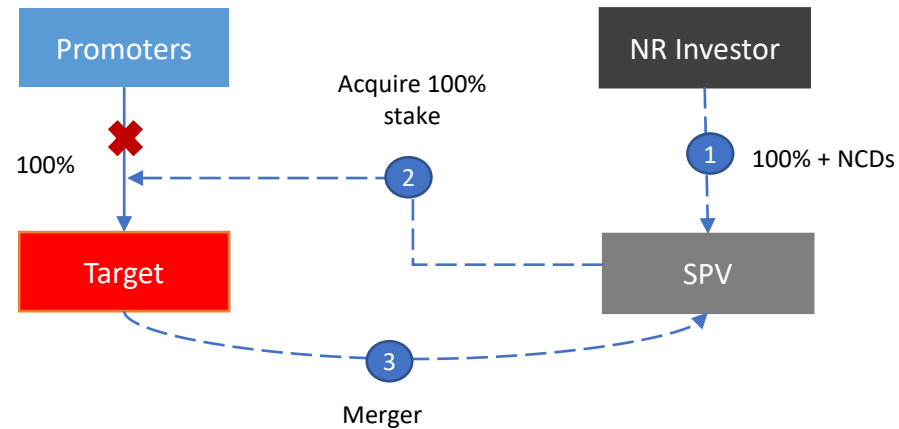 Promoters
NR Investor
Acquire 100%
stake
1
100% + NCDs
100%
2
Target
SPV
3
Merger